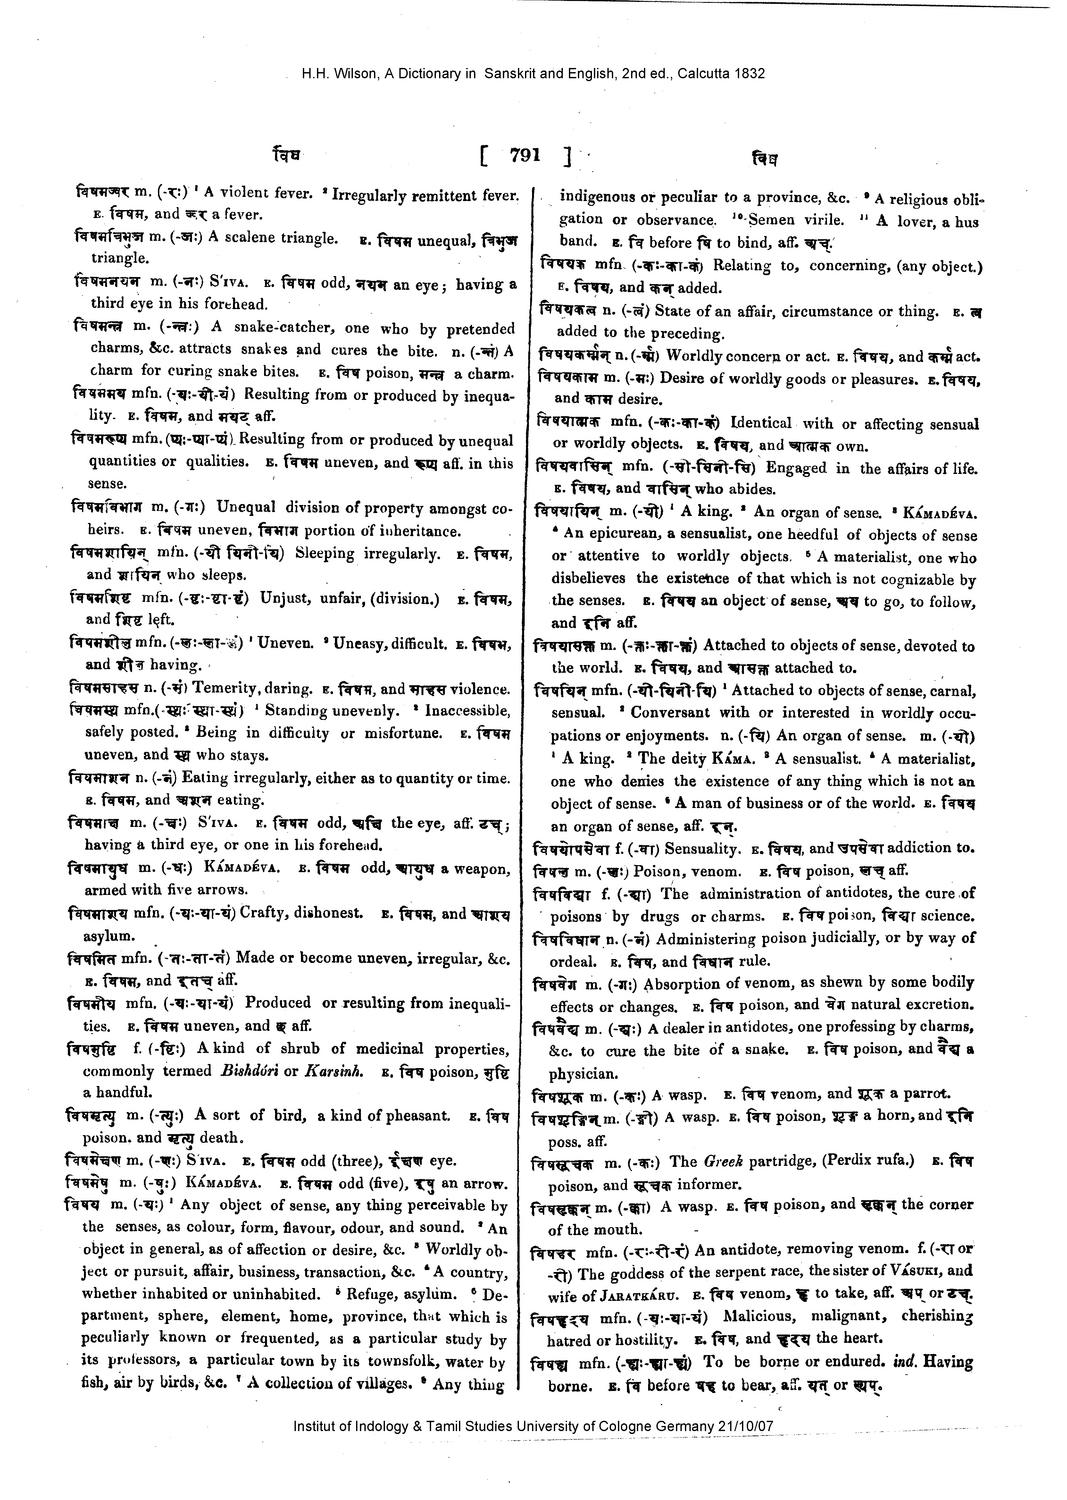 H.H. Wilson, A Dictionary in Sanskrit and English, 2nd ed., Calcutta 1832
विष
[ 791 ]
विष
विषमज्वर m. (-रः) ¹ A violent fever. ² Irregularly remittent fever.
E. विषम, and ज्वर a fever.
विषमत्रिभुज m. (-जः) A scalene triangle. E. विषम unequal, त्रिभुज
triangle.
विषमनयन m. (-नः) S'IVA. E. विषम odd, नयन an eye; having a
third eye in his forehead.
विषमन्त्र m. (-न्त्रः) A snake-catcher, one who by pretended
charms, &c. attracts snakes and cures the bite. n. (-न्त्रं) A
charm for curing snake bites. E. विष poison, मन्त्र a charm.
विषममय mfn. (-यः-यी-यं) Resulting from or produced by inequa-
lity. E. विषम, and मयट् aff.
विषमरूप्य mfn. (प्यः-प्या-प्यं) Resulting from or produced by unequal
quantities or qualities. E. विषम uneven, and रूप्य aff. in this
sense.
विषमविभाग m. (-गः) Unequal division of property amongst co-
heirs. E. विषम uneven, विभाग portion of inheritance.
विषमशायिन् mfn. (-यी यिनी-यि) Sleeping irregularly. E. विषम,
and शायिन् who sleeps.
विषमशिष्ट mfn. (-ष्टः-ष्टा-ष्टं) Unjust, unfair, (division.) E. विषम,
and शिष्ट left.
विषमशील mfn. (-लः-ला-लं) ¹ Uneven. ² Uneasy, difficult. E. विषम,
and शील having.
विषमसाहस n. (-सं) Temerity, daring. E. विषम, and साहस violence.
विषमस्थ mfn. (-स्थः-स्था-स्थं) ¹ Standing unevenly. ² Inaccessible,
safely posted. ³ Being in difficulty or misfortune. E. विषम
uneven, and स्थ who stays.
विषमाशन n. (-नं) Eating irregularly, either as to quantity or time.
E. विषम, and अशन eating.
विषमाक्ष m. (-क्षः) S'IVA. E. विषम odd, अक्षि the eye, aff. टच्;
having a third eye, or one in his forehead.
विषमायुध m. (-धः) KÁMADÉVA. E. विषम odd, आयुध a weapon,
armed with five arrows.
विषमाशय mfn. (-यः-या-यं) Crafty, dishonest. E. विषम, and आशय
asylum.
विषमित mfn. (-तः-ता-तं) Made or become uneven, irregular, &c.
E. विषम, and इतच् aff.
विषमीय mfn. (-यः-या-यं) Produced or resulting from inequali-
ties. E. विषम uneven, and छ aff.
विषमुष्टि f. (-ष्टिः) A kind of shrub of medicinal properties,
commonly termed Bishdóri or Karsinh. E. विष poison, मुष्टि
a handful.
विषमृत्यु m. (-त्युः) A sort of bird, a kind of pheasant. E. विष
poison. and मृत्यु death.
विषमेक्षण m. (-णः) S'IVA. E. विषम odd (three), ईक्षण eye.
विषमेषु m. (-षुः) KÁMADÉVA. E. विषम odd (five), इषु an arrow.
विषय m. (-यः) ¹ Any object of sense, any thing perceivable by
the senses, as colour, form, flavour, odour, and sound. ² An
object in general, as of affection or desire, &c. ³ Worldly ob-
ject or pursuit, affair, business, transaction, &c. ⁴ A country,
whether inhabited or uninhabited. ⁵ Refuge, asylum. ⁶ De-
partment, sphere, element, home, province, that which is
peculiarly known or frequented, as a particular study by
its professors, a particular town by its townsfolk, water by
fish, air by birds, &c. ⁷ A collection of villages. ⁸ Any thing
indigenous or peculiar to a province, &c. ⁹ A religious obli-
gation or observance. ¹⁰ Semen virile. ¹¹ A lover, a hus
band. E. वि before षि to bind, aff. अच्.
विषयक mfn. (-कः-का-कं) Relating to, concerning, (any object.)
E. विषय, and कन् added.
विषयकत्व n. (-त्वं) State of an affair, circumstance or thing. E. त्व
added to the preceding.
विषयकर्म्मन् n. (-र्म्म) Worldly concern or act. E. विषय, and कर्म्म act.
विषयकाम m. (-मः) Desire of worldly goods or pleasures. E. विषय,
and काम desire.
विषयात्मक mfn. (-कः-का-कं) Identical with or affecting sensual
or worldly objects. E. विषय, and आत्मक own.
विषयवासिन् mfn. (-सी-सिनी-सि) Engaged in the affairs of life.
E. विषय, and वासिन् who abides.
विषयायिन् m. (-यी) ¹ A king. ² An organ of sense. ³ KÁMADÉVA.
⁴ An epicurean, a sensualist, one heedful of objects of sense
or attentive to worldly objects. ⁵ A materialist, one who
disbelieves the existence of that which is not cognizable by
the senses. E. विषय an object of sense, अय to go, to follow,
and इनि aff.
विषयासक्त m. (-क्तः-क्ता-क्तं) Attached to objects of sense, devoted to
the world. E. विषय, and आसक्त attached to.
विषयिन् mfn. (-यी-यिनी-यि) ¹ Attached to objects of sense, carnal,
sensual. ² Conversant with or interested in worldly occu-
pations or enjoyments. n. (-यि) An organ of sense. m. (-यी)
¹ A king. ² The deity KÁMA. ³ A sensualist. ⁴ A materialist,
one who denies the existence of any thing which is not an
object of sense. ⁵ A man of business or of the world. E. विषय
an organ of sense, aff. इन्.
विषयोपसेवा f. (-वा) Sensuality. E. विषय, and उपसेवा addiction to.
विषल m. (-लः) Poison, venom. E. विष poison, लच् aff.
विषविद्या f. (-द्या) The administration of antidotes, the cure of
poisons by drugs or charms. E. विष poison, विद्या science.
विषविधान n. (-नं) Administering poison judicially, or by way of
ordeal. E. विष, and विधान rule.
विषवेग m. (-गः) Absorption of venom, as shewn by some bodily
effects or changes. E. विष poison, and वेग natural excretion.
विषवैद्य m. (-द्यः) A dealer in antidotes, one professing by charms,
&c. to cure the bite of a snake. E. विष poison, and वैद्य a
physician.
विषशूक m. (-कः) A wasp. E. विष venom, and शूक a parrot.
विषशृङ्गिन् m. (-ङ्गी) A wasp. E. विष poison, शृङ्ग a horn, and इनि
poss. aff.
विषसूचक m. (-कः) The Greek partridge, (Perdix rufa.) E. विष
poison, and सूचक informer.
विषसृक्कन् m. (-क्का) A wasp. E. विष poison, and सृक्कन् the corner
of the mouth.
विषहर mfn. (-रः-री-रं) An antidote, removing venom. f. (-रा or
-री) The goddess of the serpent race, the sister of VÁSUKI, and
wife of JARATKÁRU. E. विष venom, हृ to take, aff. अप् or टच्.
विषहृदय mfn. (-यः-या-यं) Malicious, malignant, cherishing
hatred or hostility. E. विष, and हृदय the heart.
विषह्य mfn. (-ह्यः-ह्या-ह्यं) To be borne or endured. ind. Having
borne. E. वि before षह to bear, aff. यत् or ल्यप्.
Institut of Indology & Tamil Studies University of Cologne Germany 21/10/07